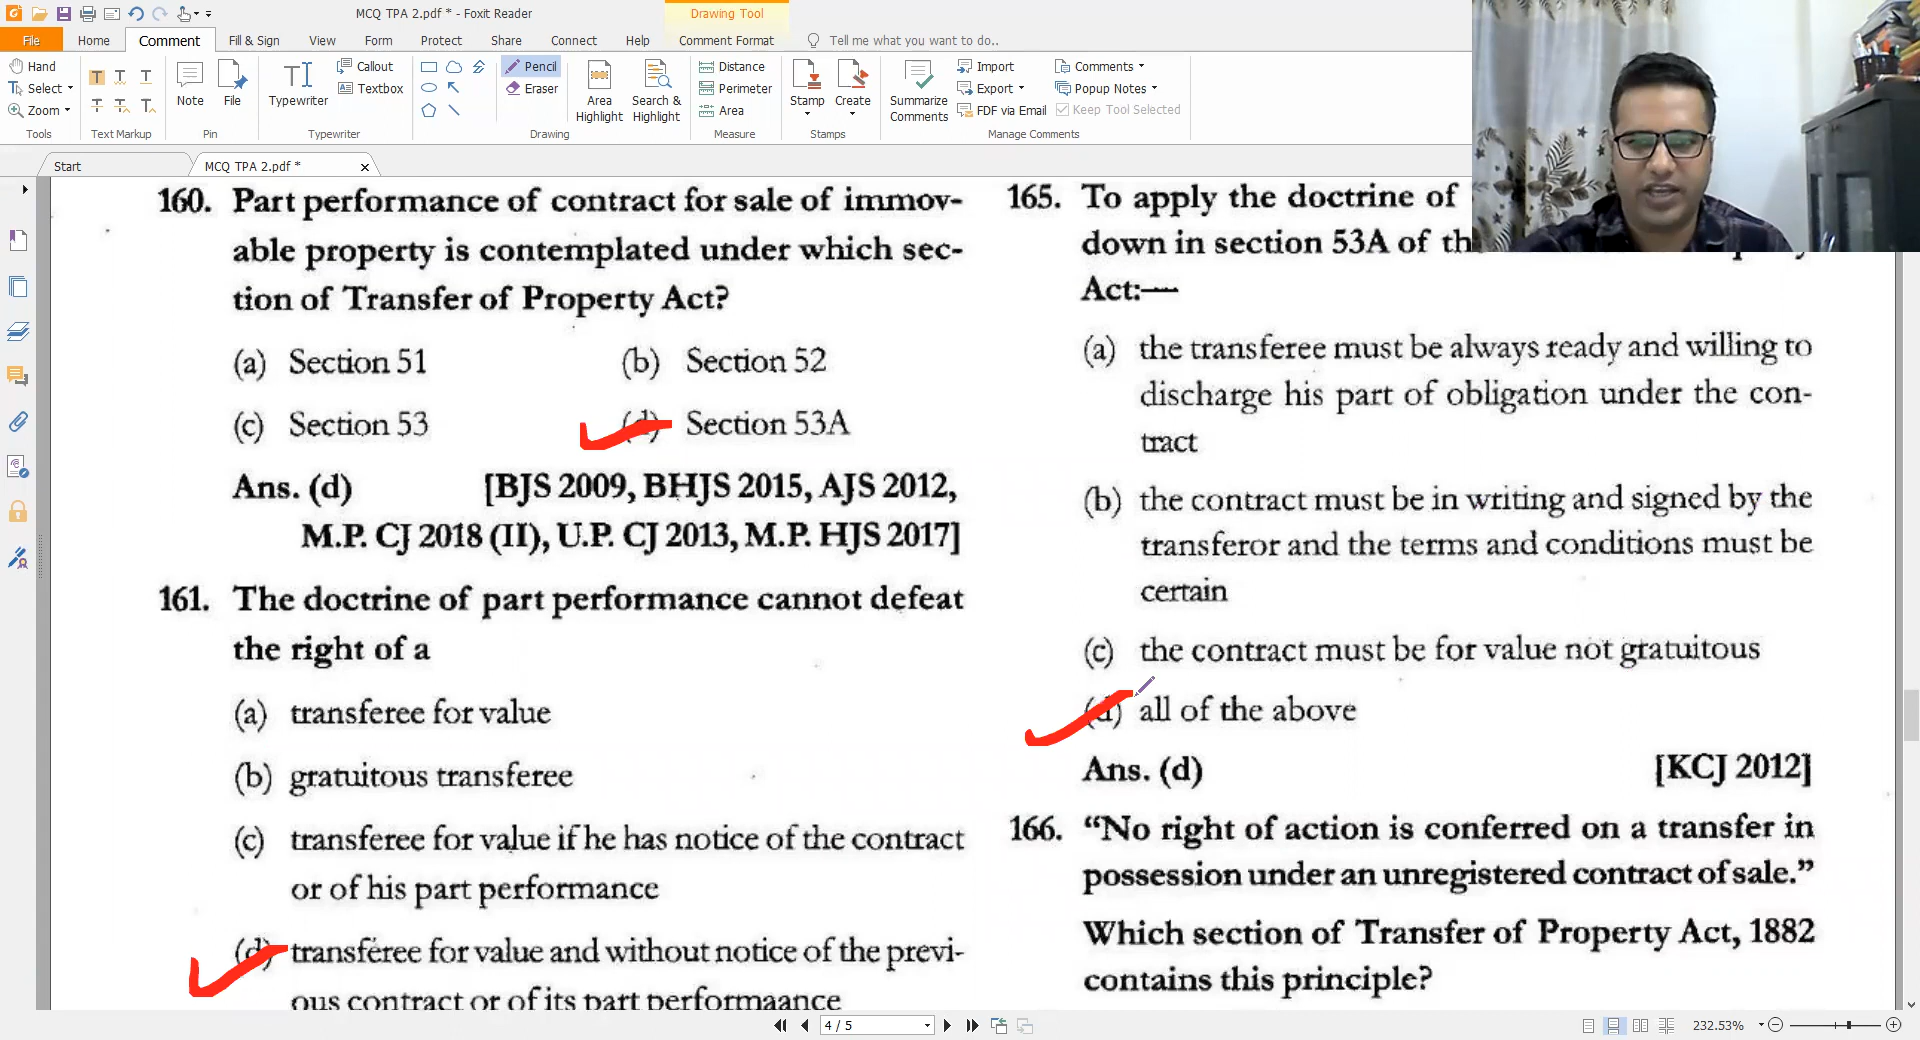 MCQ TPA 2.pdf * - Foxit Reader
Drawing Tool
File
Home
Comment
Fill & Sign
View
Form
Protect
Share
Connect
Help
Comment Format
Tell me what you want to do..
Hand
Select
Zoom
Tools
Text Markup
Note
File
Pin
Typewriter
Callout
Textbox
Typewriter
Pencil
Eraser
Area
Highlight
Search &
Highlight
Drawing
Distance
Perimeter
Area
Measure
Stamp
Create
Stamps
Summarize
Comments
Import
Export
FDF via Email
Comments
Popup Notes
Keep Tool Selected
Manage Comments
Start
MCQ TPA 2.pdf *
160. Part performance of contract for sale of immov-
able property is contemplated under which sec-
tion of Transfer of Property Act?
(a) Section 51
(b) Section 52
(c) Section 53
(d) Section 53A
Ans. (d) [BJS 2009, BHJS 2015, AJS 2012,
M.P. CJ 2018 (II), U.P. CJ 2013, M.P. HJS 2017]
161. The doctrine of part performance cannot defeat
the right of a
(a) transferee for value
(b) gratuitous transferee
(c) transferee for value if he has notice of the contract
or of his part performance
(d) transferee for value and without notice of the previ-
ous contract or of its part performaance
165. To apply the doctrine of
down in section 53A of th
Act:—
(a) the transferee must be always ready and willing to
discharge his part of obligation under the con-
tract
(b) the contract must be in writing and signed by the
transferor and the terms and conditions must be
certain
(c) the contract must be for value not gratuitous
(d) all of the above
Ans. (d) [KCJ 2012]
166. “No right of action is conferred on a transfer in
possession under an unregistered contract of sale.”
Which section of Transfer of Property Act, 1882
contains this principle?
4 / 5
232.53%